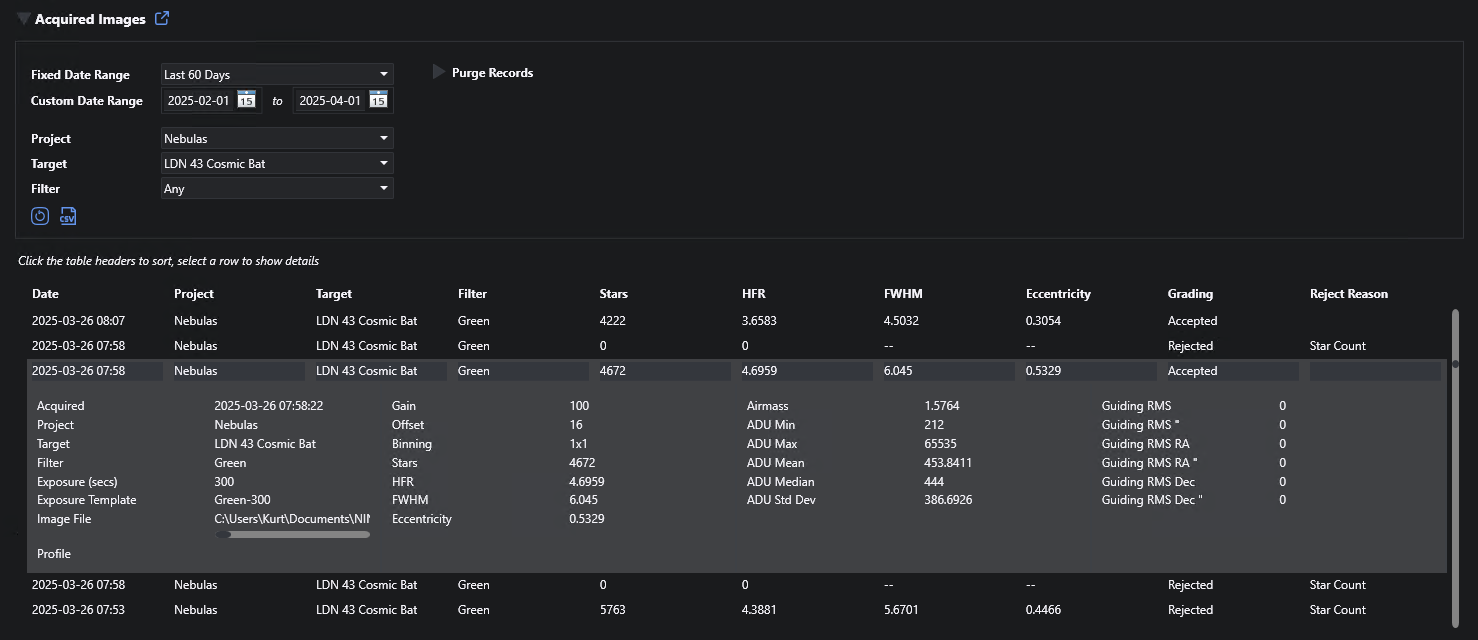 Acquired Images
Fixed Date Range Last 60 Days Purge Records
Custom Date Range 2025-02-01 15 to 2025-04-01 15
Project Nebulas
Target LDN 43 Cosmic Bat
Filter Any
CSV
Click the table headers to sort, select a row to show details
Date Project Target Filter Stars HFR FWHM Eccentricity Grading Reject Reason
2025-03-26 08:07 Nebulas LDN 43 Cosmic Bat Green 4222 3.6583 4.5032 0.3054 Accepted
2025-03-26 07:58 Nebulas LDN 43 Cosmic Bat Green 0 0 -- -- Rejected Star Count
2025-03-26 07:58 Nebulas LDN 43 Cosmic Bat Green 4672 4.6959 6.045 0.5329 Accepted
Acquired 2025-03-26 07:58:22 Gain 100 Airmass 1.5764 Guiding RMS 0
Project Nebulas Offset 16 ADU Min 212 Guiding RMS " 0
Target LDN 43 Cosmic Bat Binning 1x1 ADU Max 65535 Guiding RMS RA 0
Filter Green Stars 4672 ADU Mean 453.8411 Guiding RMS RA " 0
Exposure (secs) 300 HFR 4.6959 ADU Median 444 Guiding RMS Dec 0
Exposure Template Green-300 FWHM 6.045 ADU Std Dev 386.6926 Guiding RMS Dec " 0
Image File C:\Users\Kurt\Documents\NI Eccentricity 0.5329
Profile
2025-03-26 07:58 Nebulas LDN 43 Cosmic Bat Green 0 0 -- -- Rejected Star Count
2025-03-26 07:53 Nebulas LDN 43 Cosmic Bat Green 5763 4.3881 5.6701 0.4466 Rejected Star Count